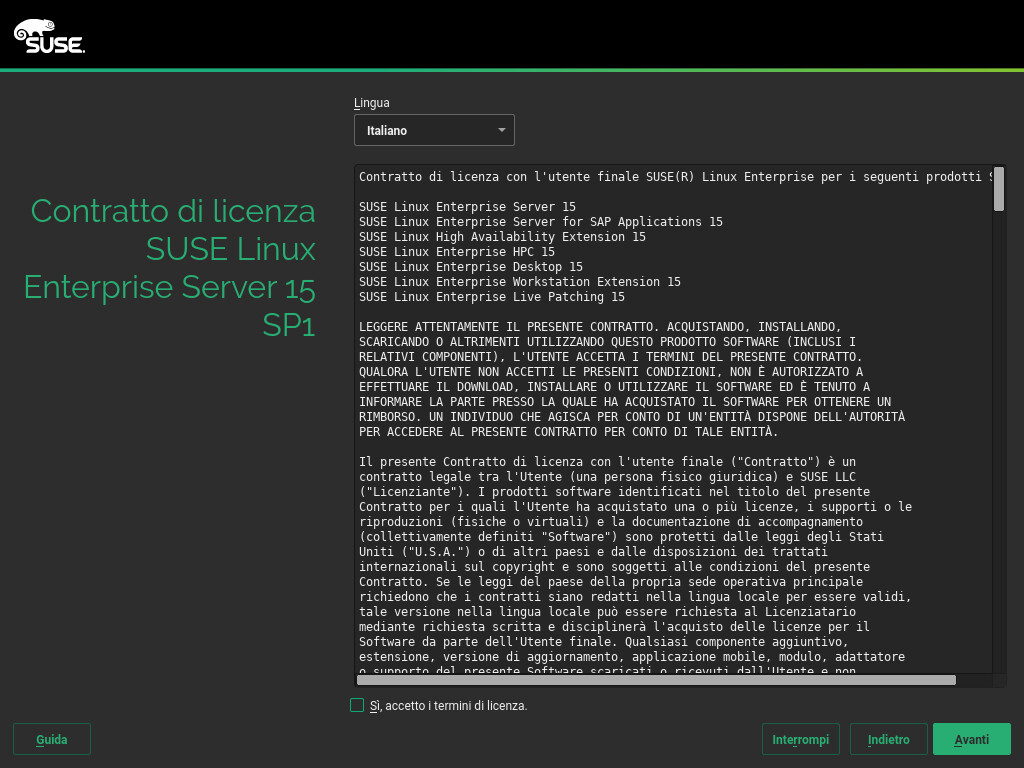 SUSE.
Lingua
Italiano
Contratto di licenza
SUSE Linux
Enterprise Server 15
SP1
Contratto di licenza con l'utente finale SUSE(R) Linux Enterprise per i seguenti prodotti
SUSE Linux Enterprise Server 15
SUSE Linux Enterprise Server for SAP Applications 15
SUSE Linux High Availability Extension 15
SUSE Linux Enterprise HPC 15
SUSE Linux Enterprise Desktop 15
SUSE Linux Enterprise Workstation Extension 15
SUSE Linux Enterprise Live Patching 15
LEGGERE ATTENTAMENTE IL PRESENTE CONTRATTO. ACQUISTANDO, INSTALLANDO,
SCARICANDO O ALTRIMENTI UTILIZZANDO QUESTO PRODOTTO SOFTWARE (INCLUSI I
RELATIVI COMPONENTI), L'UTENTE ACCETTA I TERMINI DEL PRESENTE CONTRATTO.
QUALORA L'UTENTE NON ACCETTI LE PRESENTI CONDIZIONI, NON È AUTORIZZATO A
EFFETTUARE IL DOWNLOAD, INSTALLARE O UTILIZZARE IL SOFTWARE ED È TENUTO A
INFORMARE LA PARTE PRESSO LA QUALE HA ACQUISTATO IL SOFTWARE PER OTTENERE UN
RIMBORSO. UN INDIVIDUO CHE AGISCA PER CONTO DI UN'ENTITÀ DISPONE DELL'AUTORITÀ
PER ACCEDERE AL PRESENTE CONTRATTO PER CONTO DI TALE ENTITÀ.
Il presente Contratto di licenza con l'utente finale ("Contratto") è un
contratto legale tra l'Utente (una persona fisico giuridica) e SUSE LLC
("Licenziante"). I prodotti software identificati nel titolo del presente
Contratto per i quali l'Utente ha acquistato una o più licenze, i supporti o le
riproduzioni (fisiche o virtuali) e la documentazione di accompagnamento
(collettivamente definiti "Software") sono protetti dalle leggi degli Stati
Uniti ("U.S.A.") o di altri paesi e dalle disposizioni dei trattati
internazionali sul copyright e sono soggetti alle condizioni del presente
Contratto. Se le leggi del paese della propria sede operativa principale
richiedono che i contratti siano redatti nella lingua locale per essere validi,
tale versione nella lingua locale può essere richiesta al Licenziatario
mediante richiesta scritta e disciplinerà l'acquisto delle licenze per il
Software da parte dell'Utente finale. Qualsiasi componente aggiuntivo,
estensione, versione di aggiornamento, applicazione mobile, modulo, adattatore
o supporto del presente Software scaricati o ricevuti dall'Utente e non
Sì, accetto i termini di licenza.
Guida
Interrompi
Indietro
Avanti